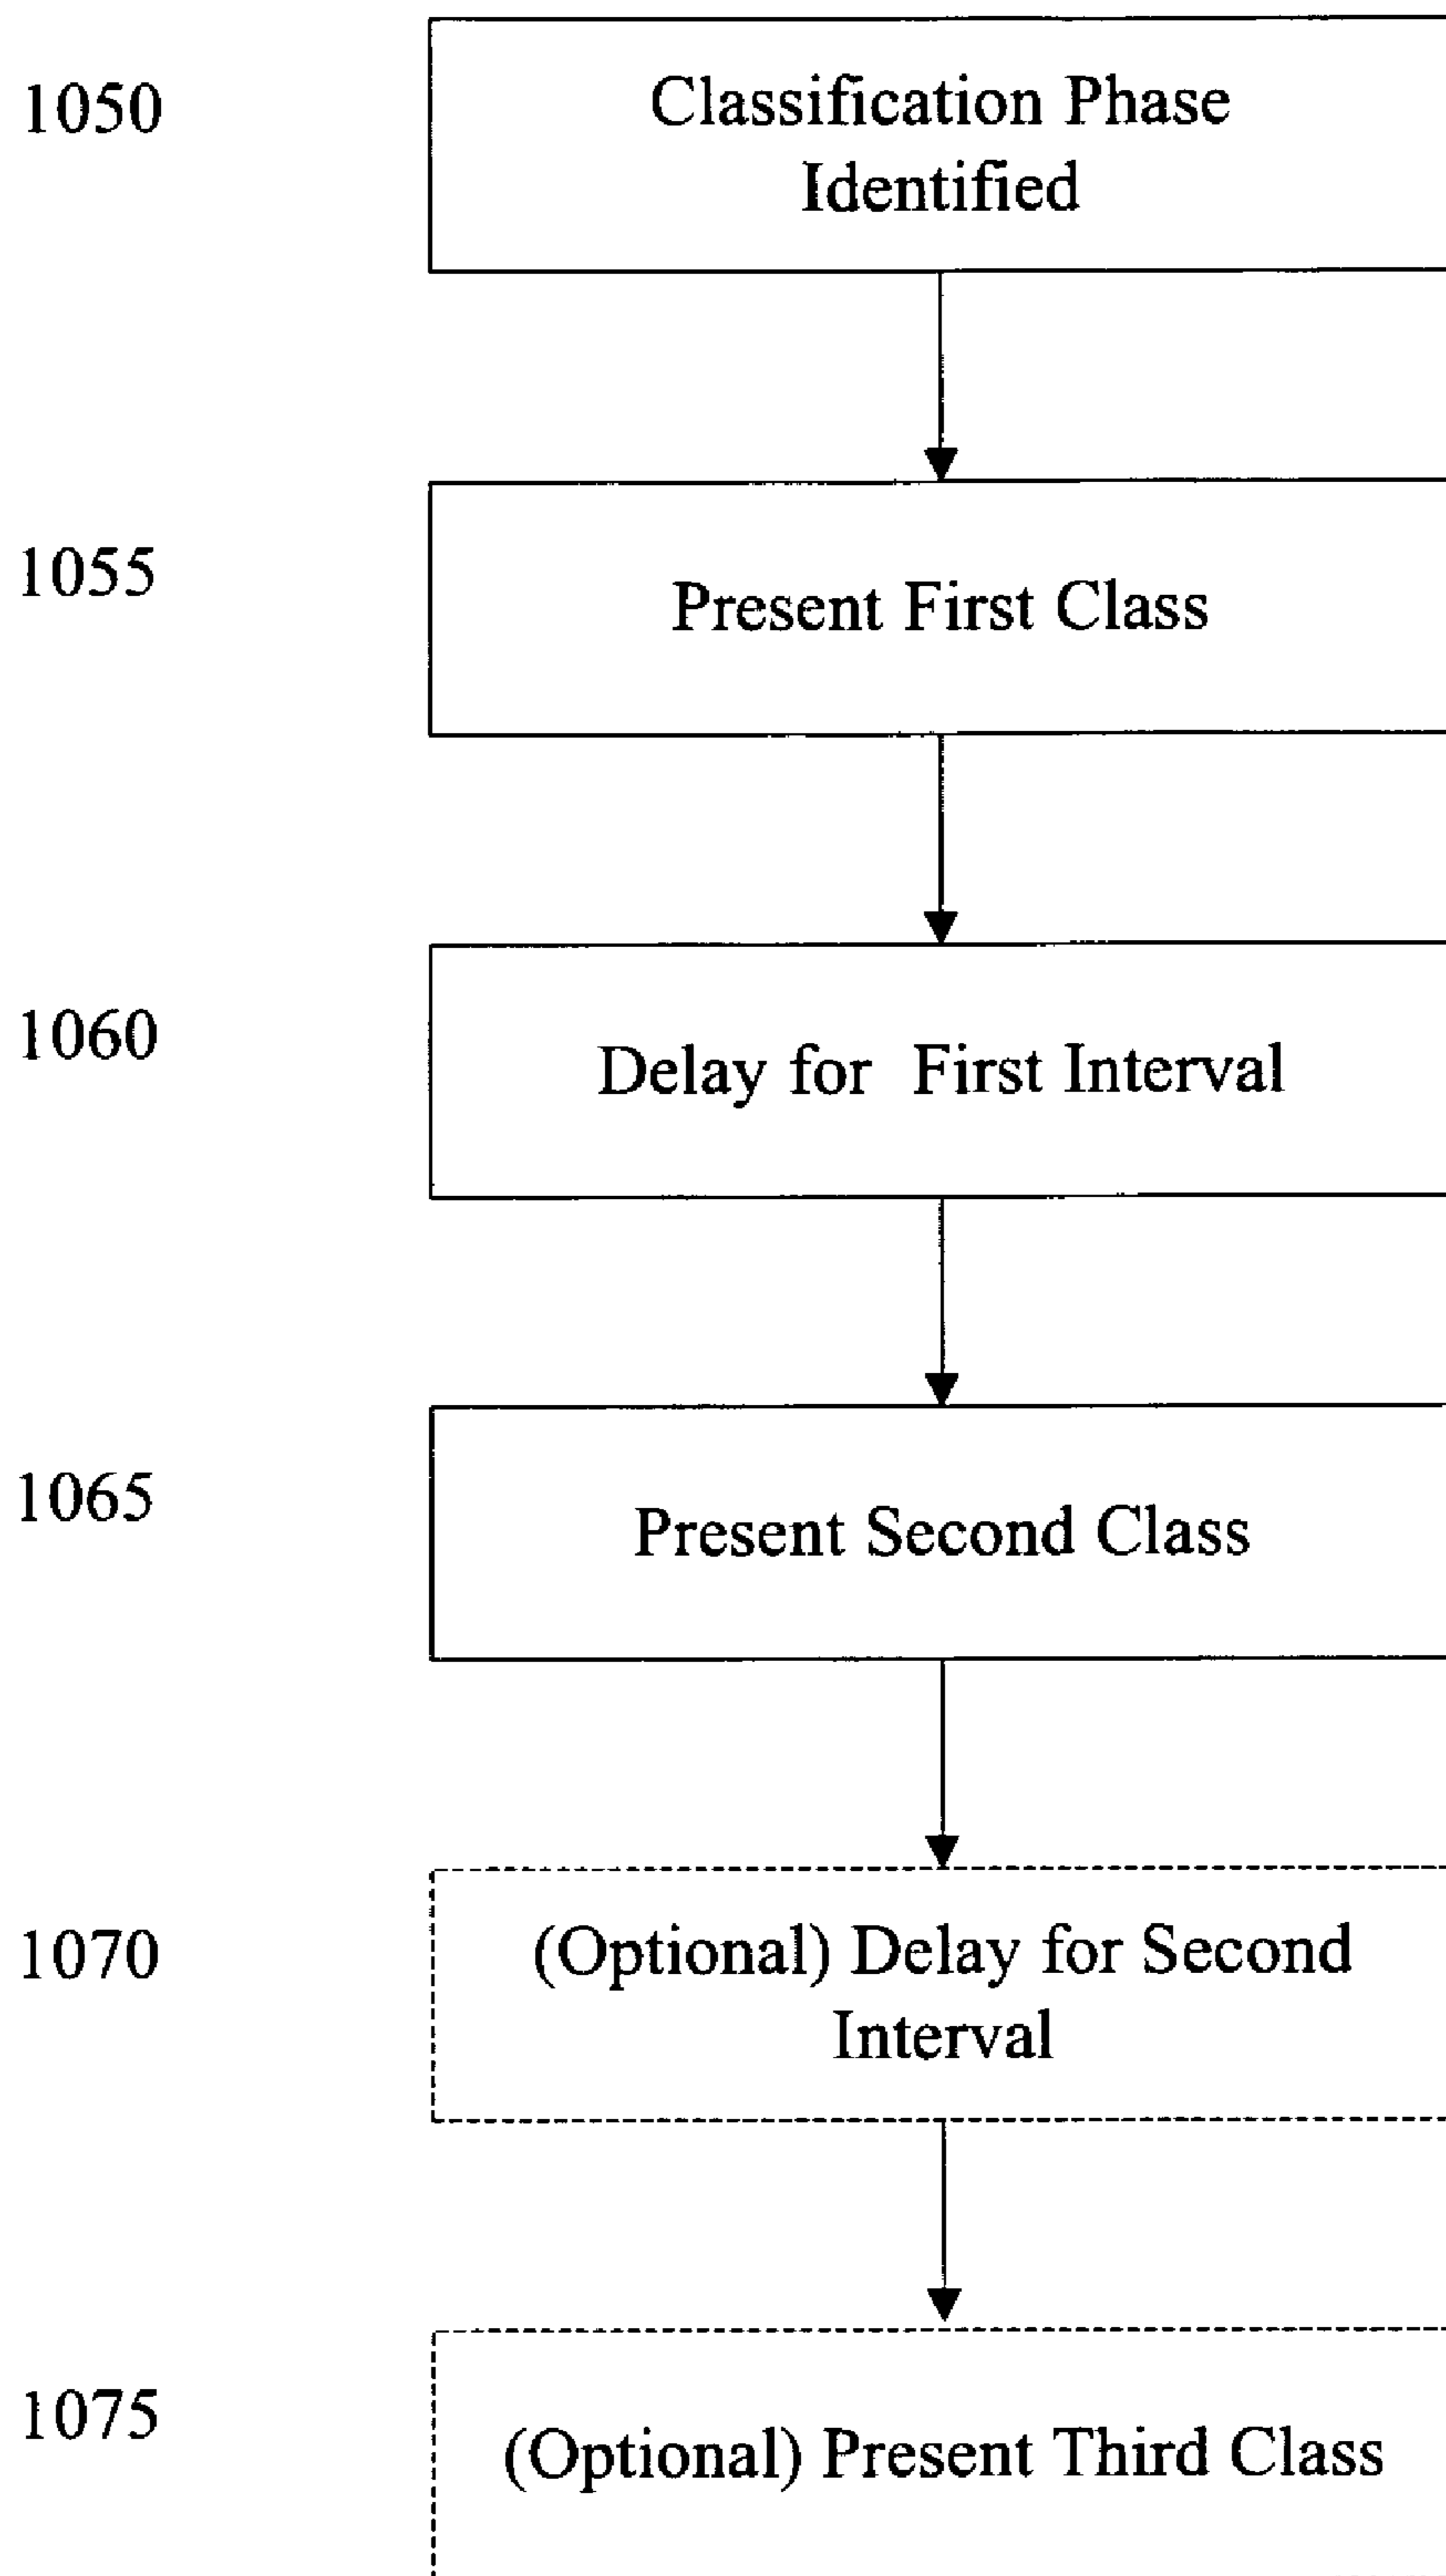 1050
Classification Phase
Identified
1055
Present First Class
1060
Delay for First Interval
1065
Present Second Class
1070
(Optional) Delay for Second
Interval
1075
(Optional) Present Third Class